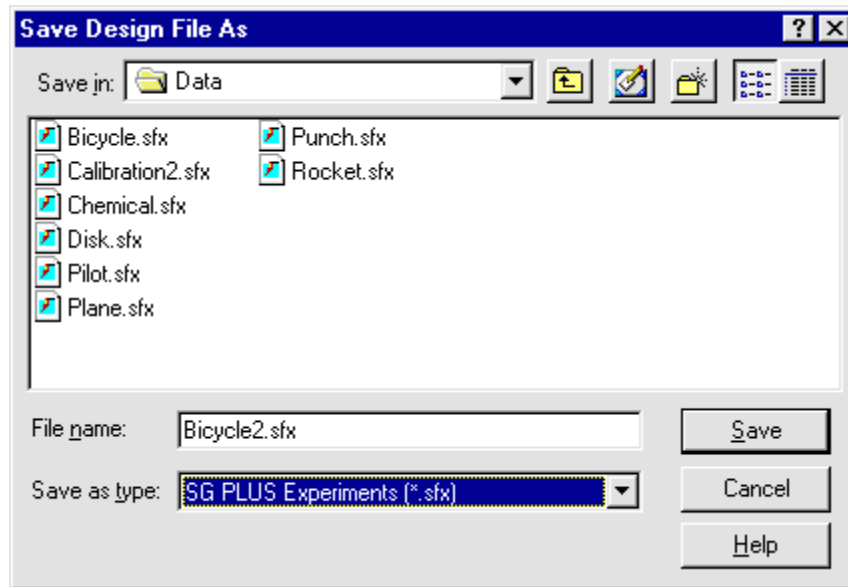 Save Design File As
Save in: Data
Bicycle.sfx
Calibration2.sfx
Chemical.sfx
Disk.sfx
Pilot.sfx
Plane.sfx
Punch.sfx
Rocket.sfx
File name: Bicycle2.sfx
Save
Save as type: SG PLUS Experiments (*.sfx)
Cancel
Help